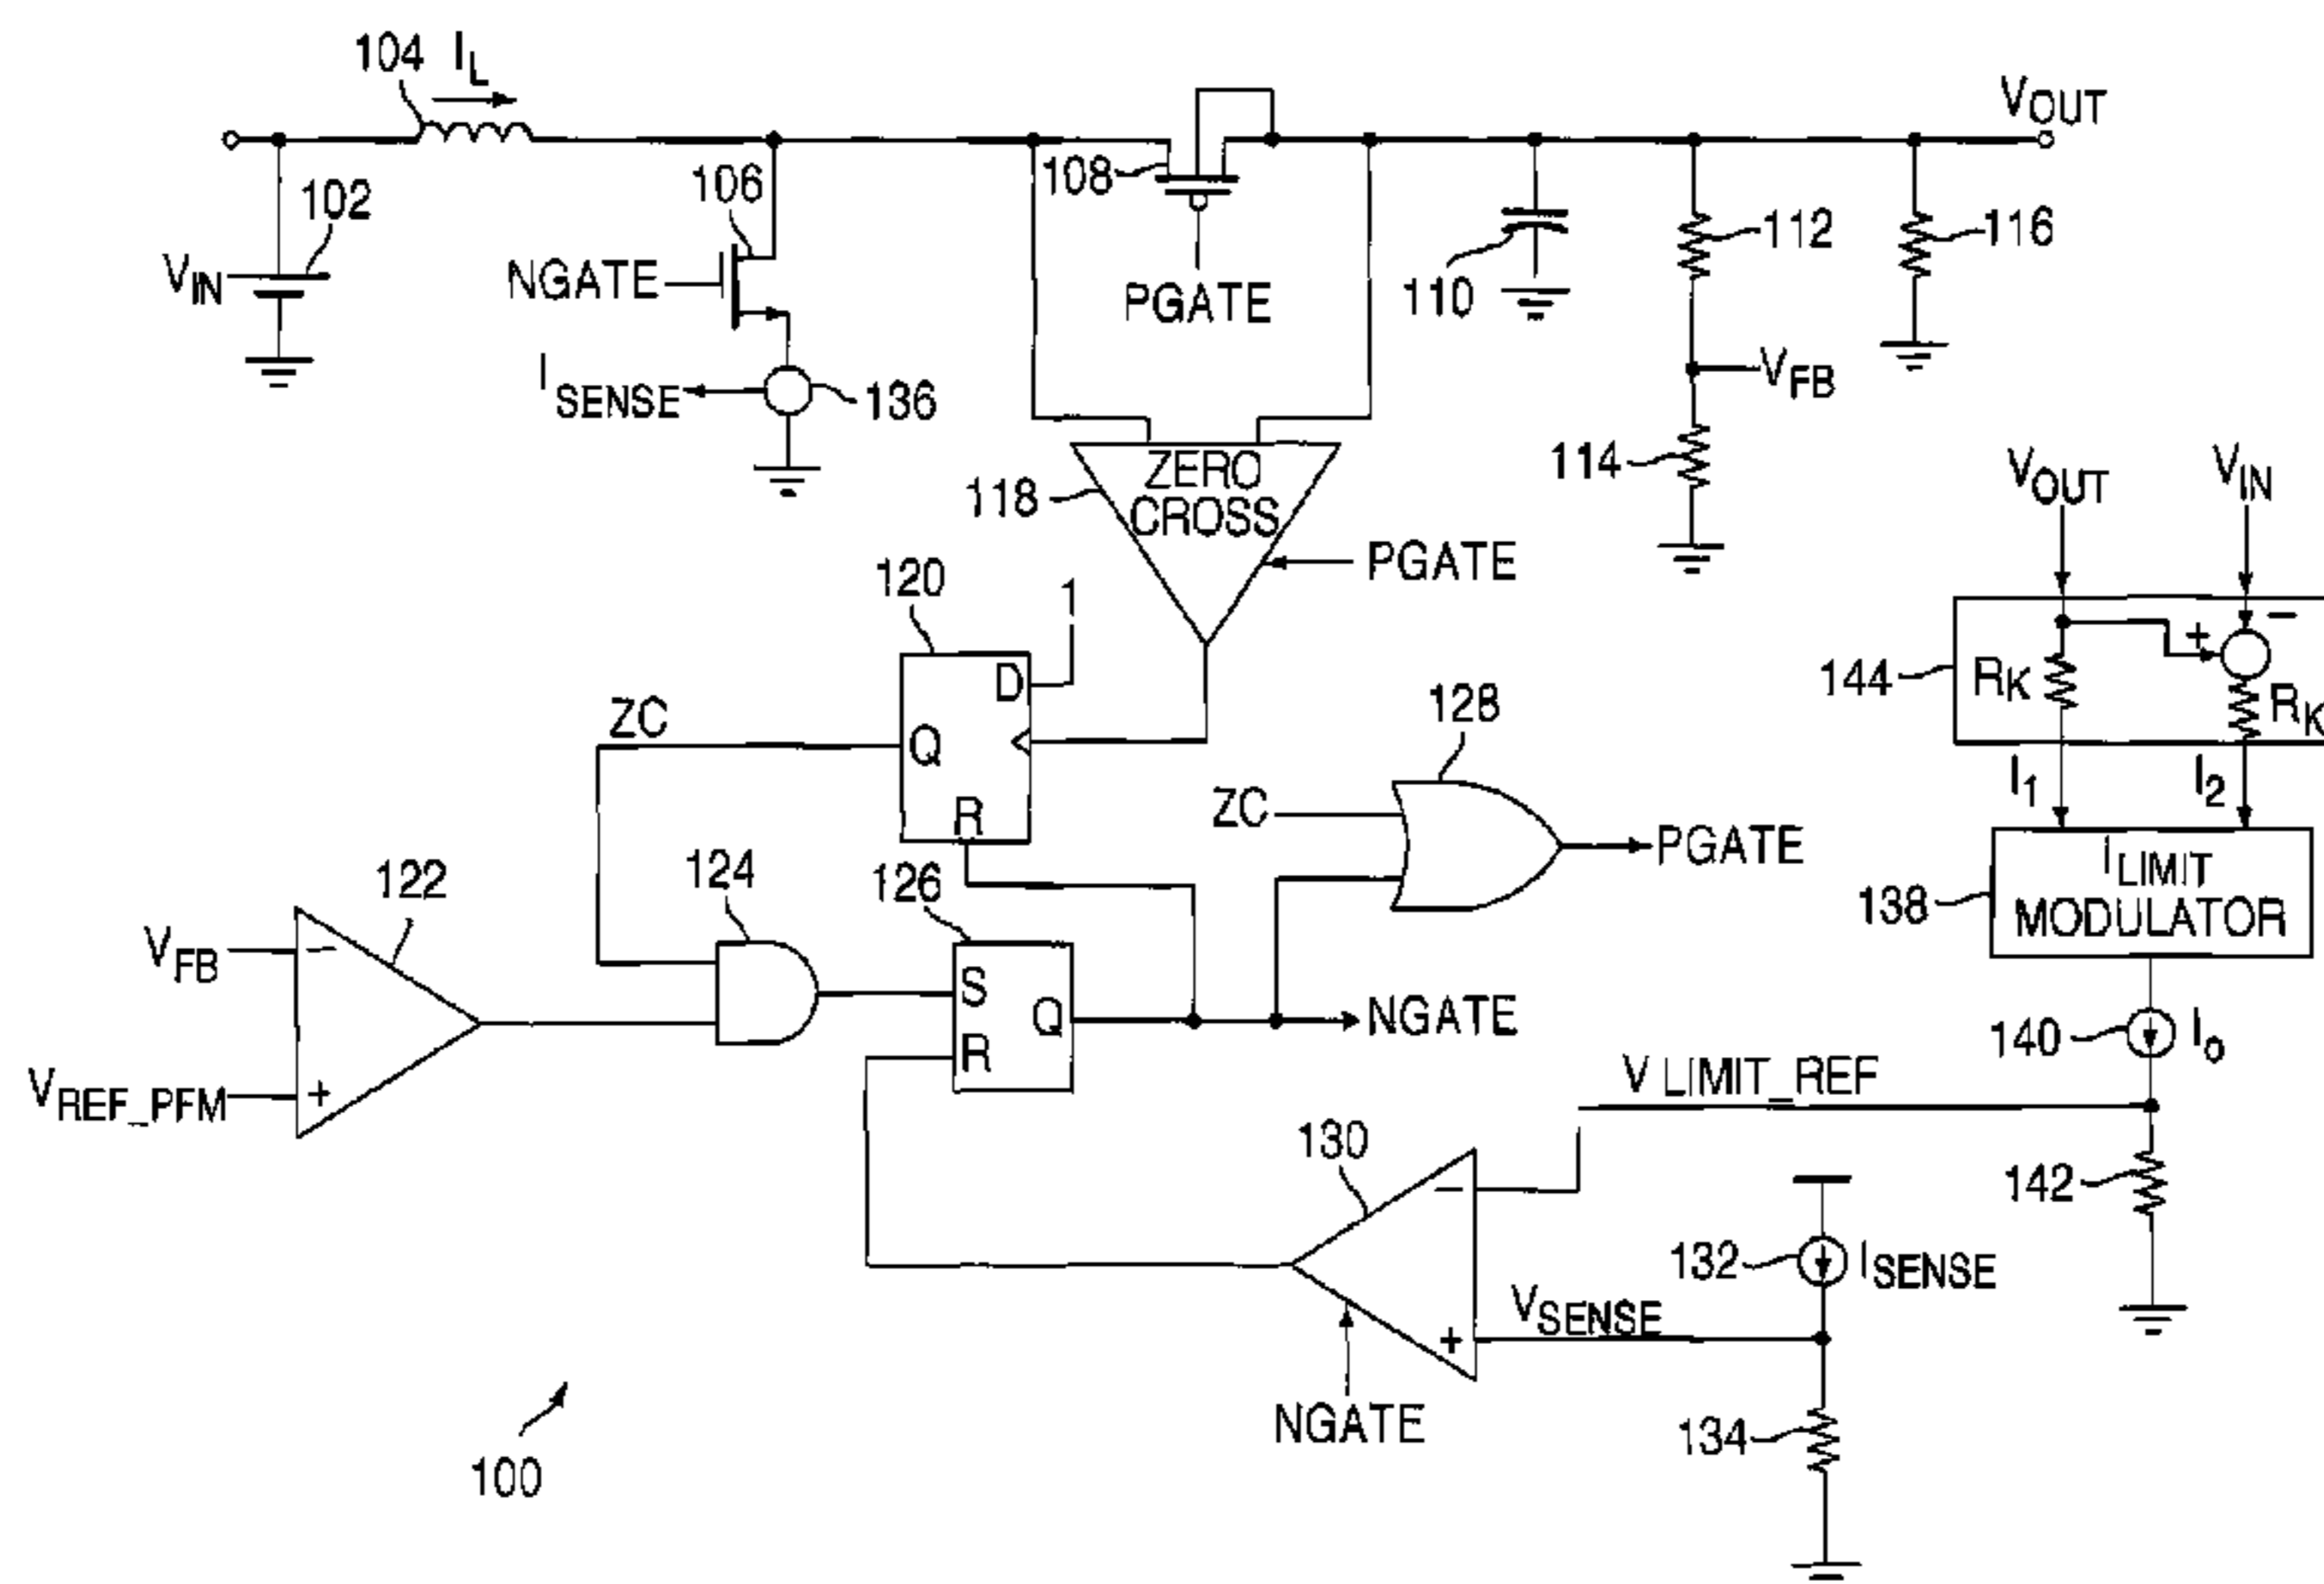 104 I_L
V_OUT
102
106
108
112
116
V_IN
NGATE
PGATE
110
V_FB
I_SENSE
136
114
ZERO CROSS
118
PGATE
V_OUT
V_IN
120
1
D
Q
R
ZC
144
R_K
+
−
R_K
I_1
I_2
128
ZC
PGATE
I_LIMIT
MODULATOR
138
122
124
126
V_FB
−
V_REF_PFM
+
S
R
Q
NGATE
140
I_o
V LIMIT_REF
130
−
142
132
I_SENSE
V_SENSE
+
NGATE
134
100